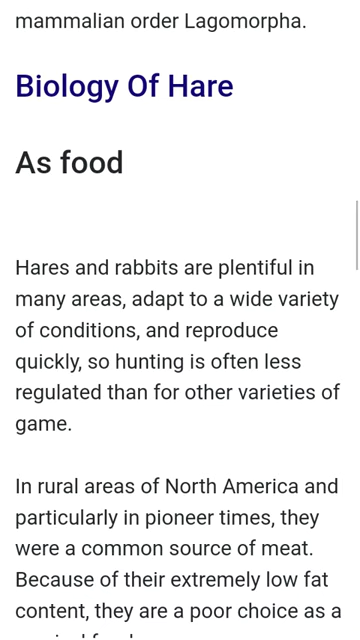 mammalian order Lagomorpha.
Biology Of Hare
As food
Hares and rabbits are plentiful in
many areas, adapt to a wide variety
of conditions, and reproduce
quickly, so hunting is often less
regulated than for other varieties of
game.
In rural areas of North America and
particularly in pioneer times, they
were a common source of meat.
Because of their extremely low fat
content, they are a poor choice as a